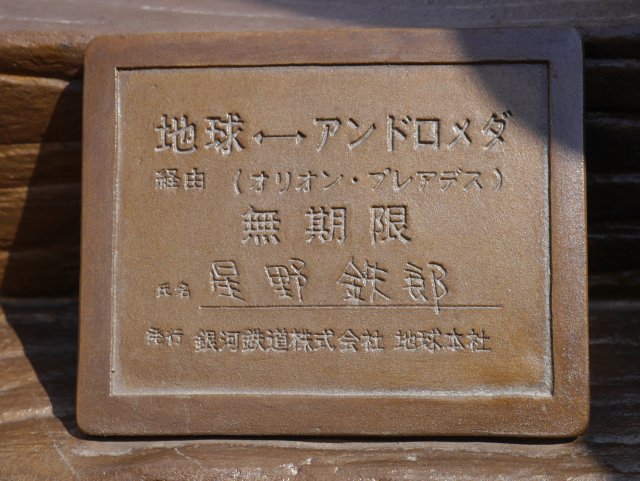 地球←→アンドロメダ
経由 (オリオン・プレアデス)
無期限
氏名 星野 鉄郎
発行 銀河鉄道株式会社 地球本社